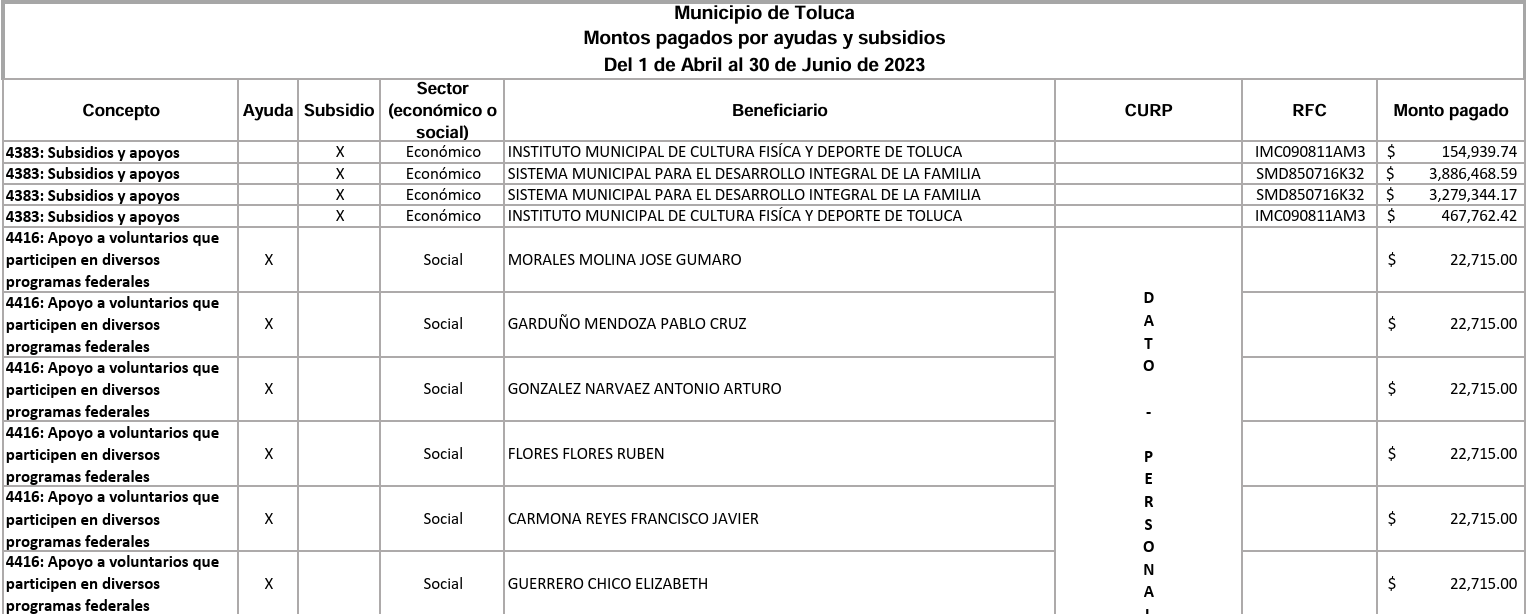 Municipio de Toluca
Montos pagados por ayudas y subsidios
Del 1 de Abril al 30 de Junio de 2023
Concepto Ayuda Subsidio Sector (económico o social) Beneficiario CURP RFC Monto pagado
4383: Subsidios y apoyos X Económico INSTITUTO MUNICIPAL DE CULTURA FISÍCA Y DEPORTE DE TOLUCA IMC090811AM3 $ 154,939.74
4383: Subsidios y apoyos X Económico SISTEMA MUNICIPAL PARA EL DESARROLLO INTEGRAL DE LA FAMILIA SMD850716K32 $ 3,886,468.59
4383: Subsidios y apoyos X Económico SISTEMA MUNICIPAL PARA EL DESARROLLO INTEGRAL DE LA FAMILIA SMD850716K32 $ 3,279,344.17
4383: Subsidios y apoyos X Económico INSTITUTO MUNICIPAL DE CULTURA FISÍCA Y DEPORTE DE TOLUCA IMC090811AM3 $ 467,762.42
4416: Apoyo a voluntarios que
participen en diversos X Social MORALES MOLINA JOSE GUMARO $ 22,715.00
programas federales
4416: Apoyo a voluntarios que
participen en diversos X Social GARDUÑO MENDOZA PABLO CRUZ $ 22,715.00
programas federales
4416: Apoyo a voluntarios que
participen en diversos X Social GONZALEZ NARVAEZ ANTONIO ARTURO $ 22,715.00
programas federales
4416: Apoyo a voluntarios que
participen en diversos X Social FLORES FLORES RUBEN $ 22,715.00
programas federales
4416: Apoyo a voluntarios que
participen en diversos X Social CARMONA REYES FRANCISCO JAVIER $ 22,715.00
programas federales
4416: Apoyo a voluntarios que
participen en diversos X Social GUERRERO CHICO ELIZABETH $ 22,715.00
programas federales
DATO - PERSONAL